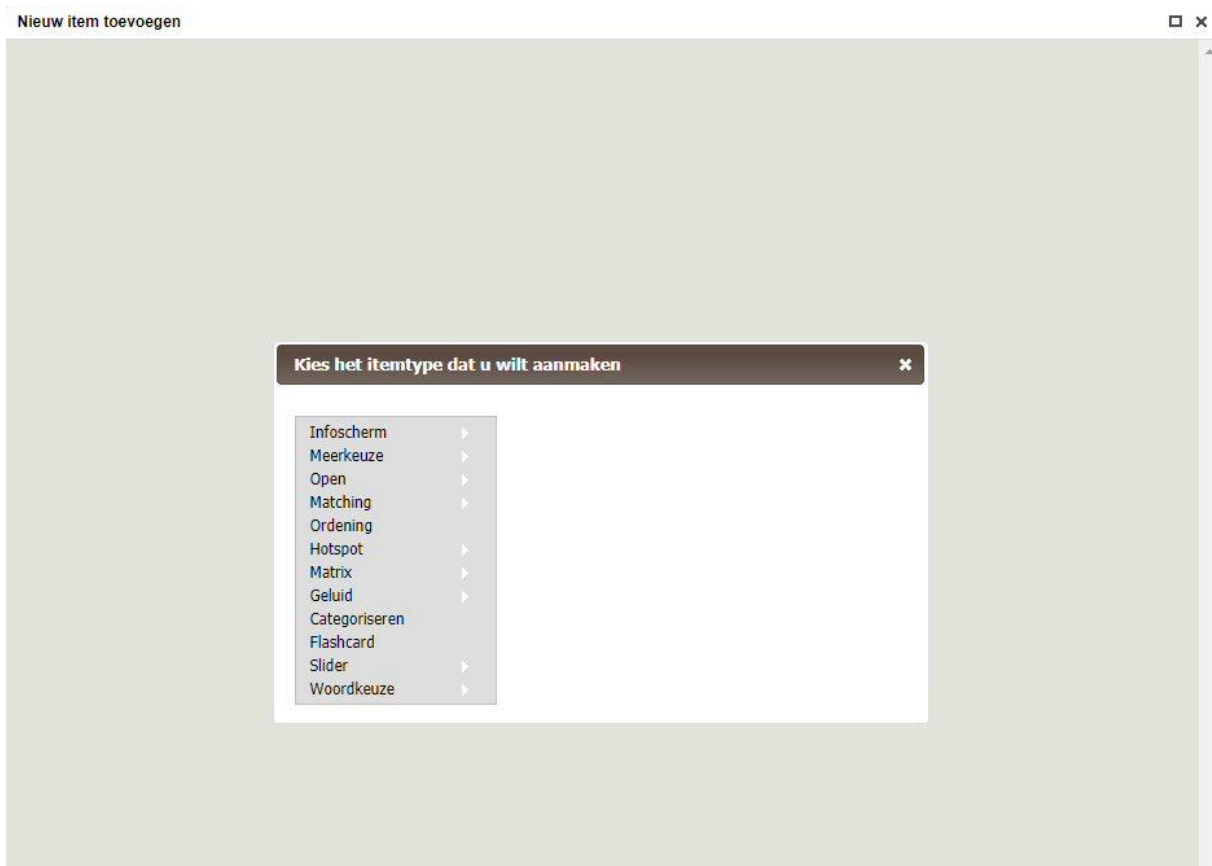 Nieuw item toevoegen
Kies het itemtype dat u wilt aanmaken
Infoscherm
Meerkeuze
Open
Matching
Ordening
Hotspot
Matrix
Geluid
Categoriseren
Flashcard
Slider
Woordkeuze